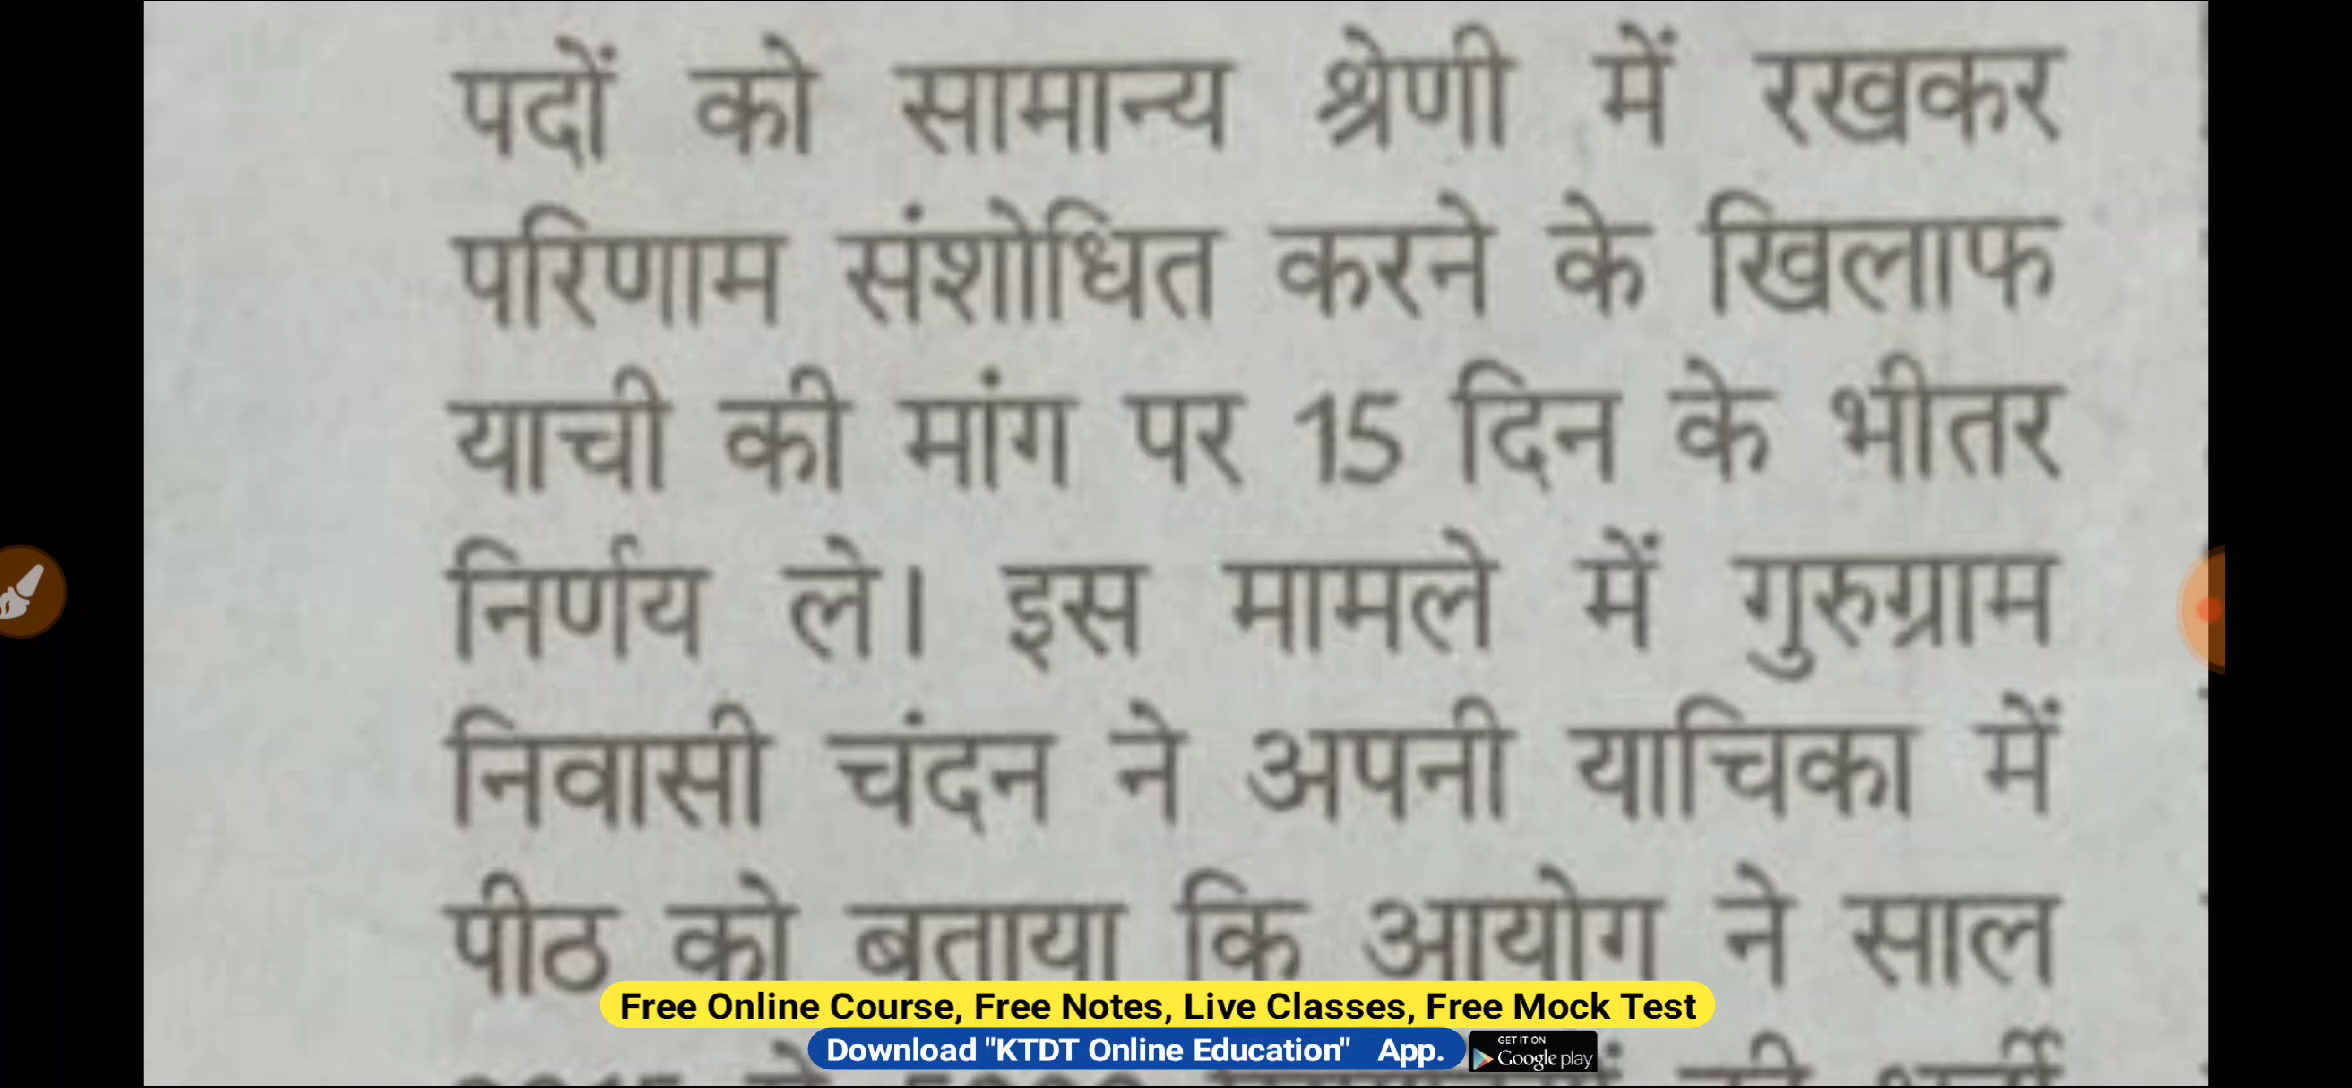 पदों को सामान्य श्रेणी में रखकर
परिणाम संशोधित करने के खिलाफ
याची की मांग पर 15 दिन के भीतर
निर्णय ले। इस मामले में गुरुग्राम
निवासी चंदन ने अपनी याचिका में
पीठ को बताया कि आयोग ने साल
Free Online Course, Free Notes, Live Classes, Free Mock Test
Download "KTDT Online Education" App.
GET IT ON
Google play